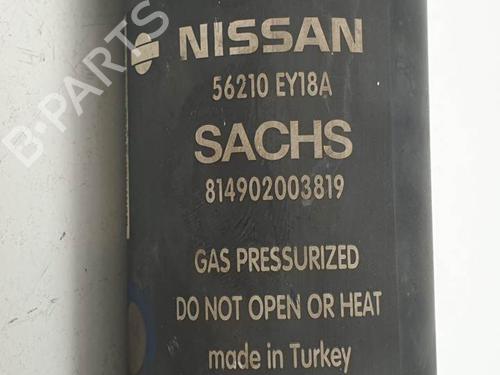 NISSAN
56210 EY18A
SACHS
814902003819
GAS PRESSURIZED
DO NOT OPEN OR HEAT
made in Turkey
B-PARTS